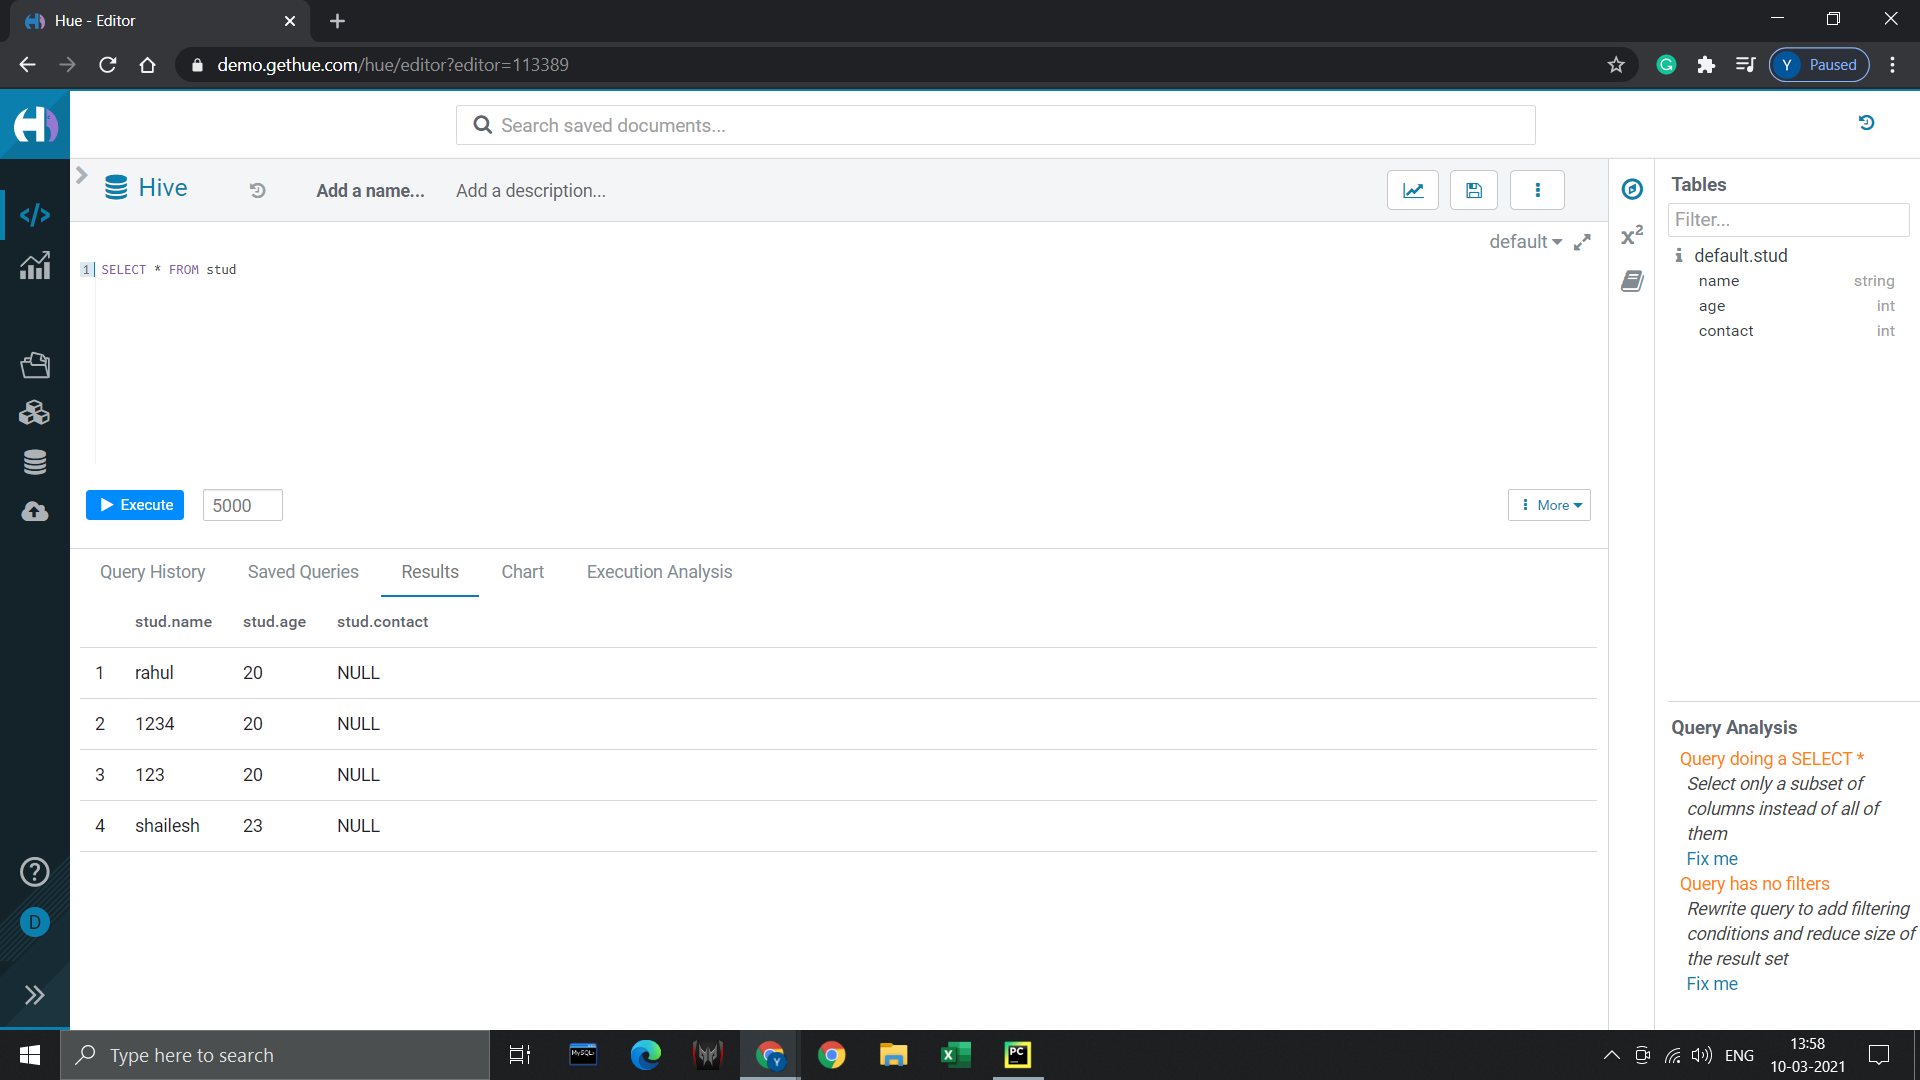 Hue - Editor
demo.gethue.com/hue/editor?editor=113389
Y Paused
Search saved documents...
Hive Add a name... Add a description...
default
1 SELECT * FROM stud
Execute 5000 More
Query History Saved Queries Results Chart Execution Analysis
stud.name stud.age stud.contact
1 rahul 20 NULL
2 1234 20 NULL
3 123 20 NULL
4 shailesh 23 NULL
Tables
Filter...
default.stud
name string
age int
contact int
x2
Query Analysis
Query doing a SELECT *
Select only a subset of
columns instead of all of
them
Fix me
Query has no filters
Rewrite query to add filtering
conditions and reduce size of
the result set
Fix me
D
Type here to search
MySQL
Y
PC
ENG
13:58
10-03-2021